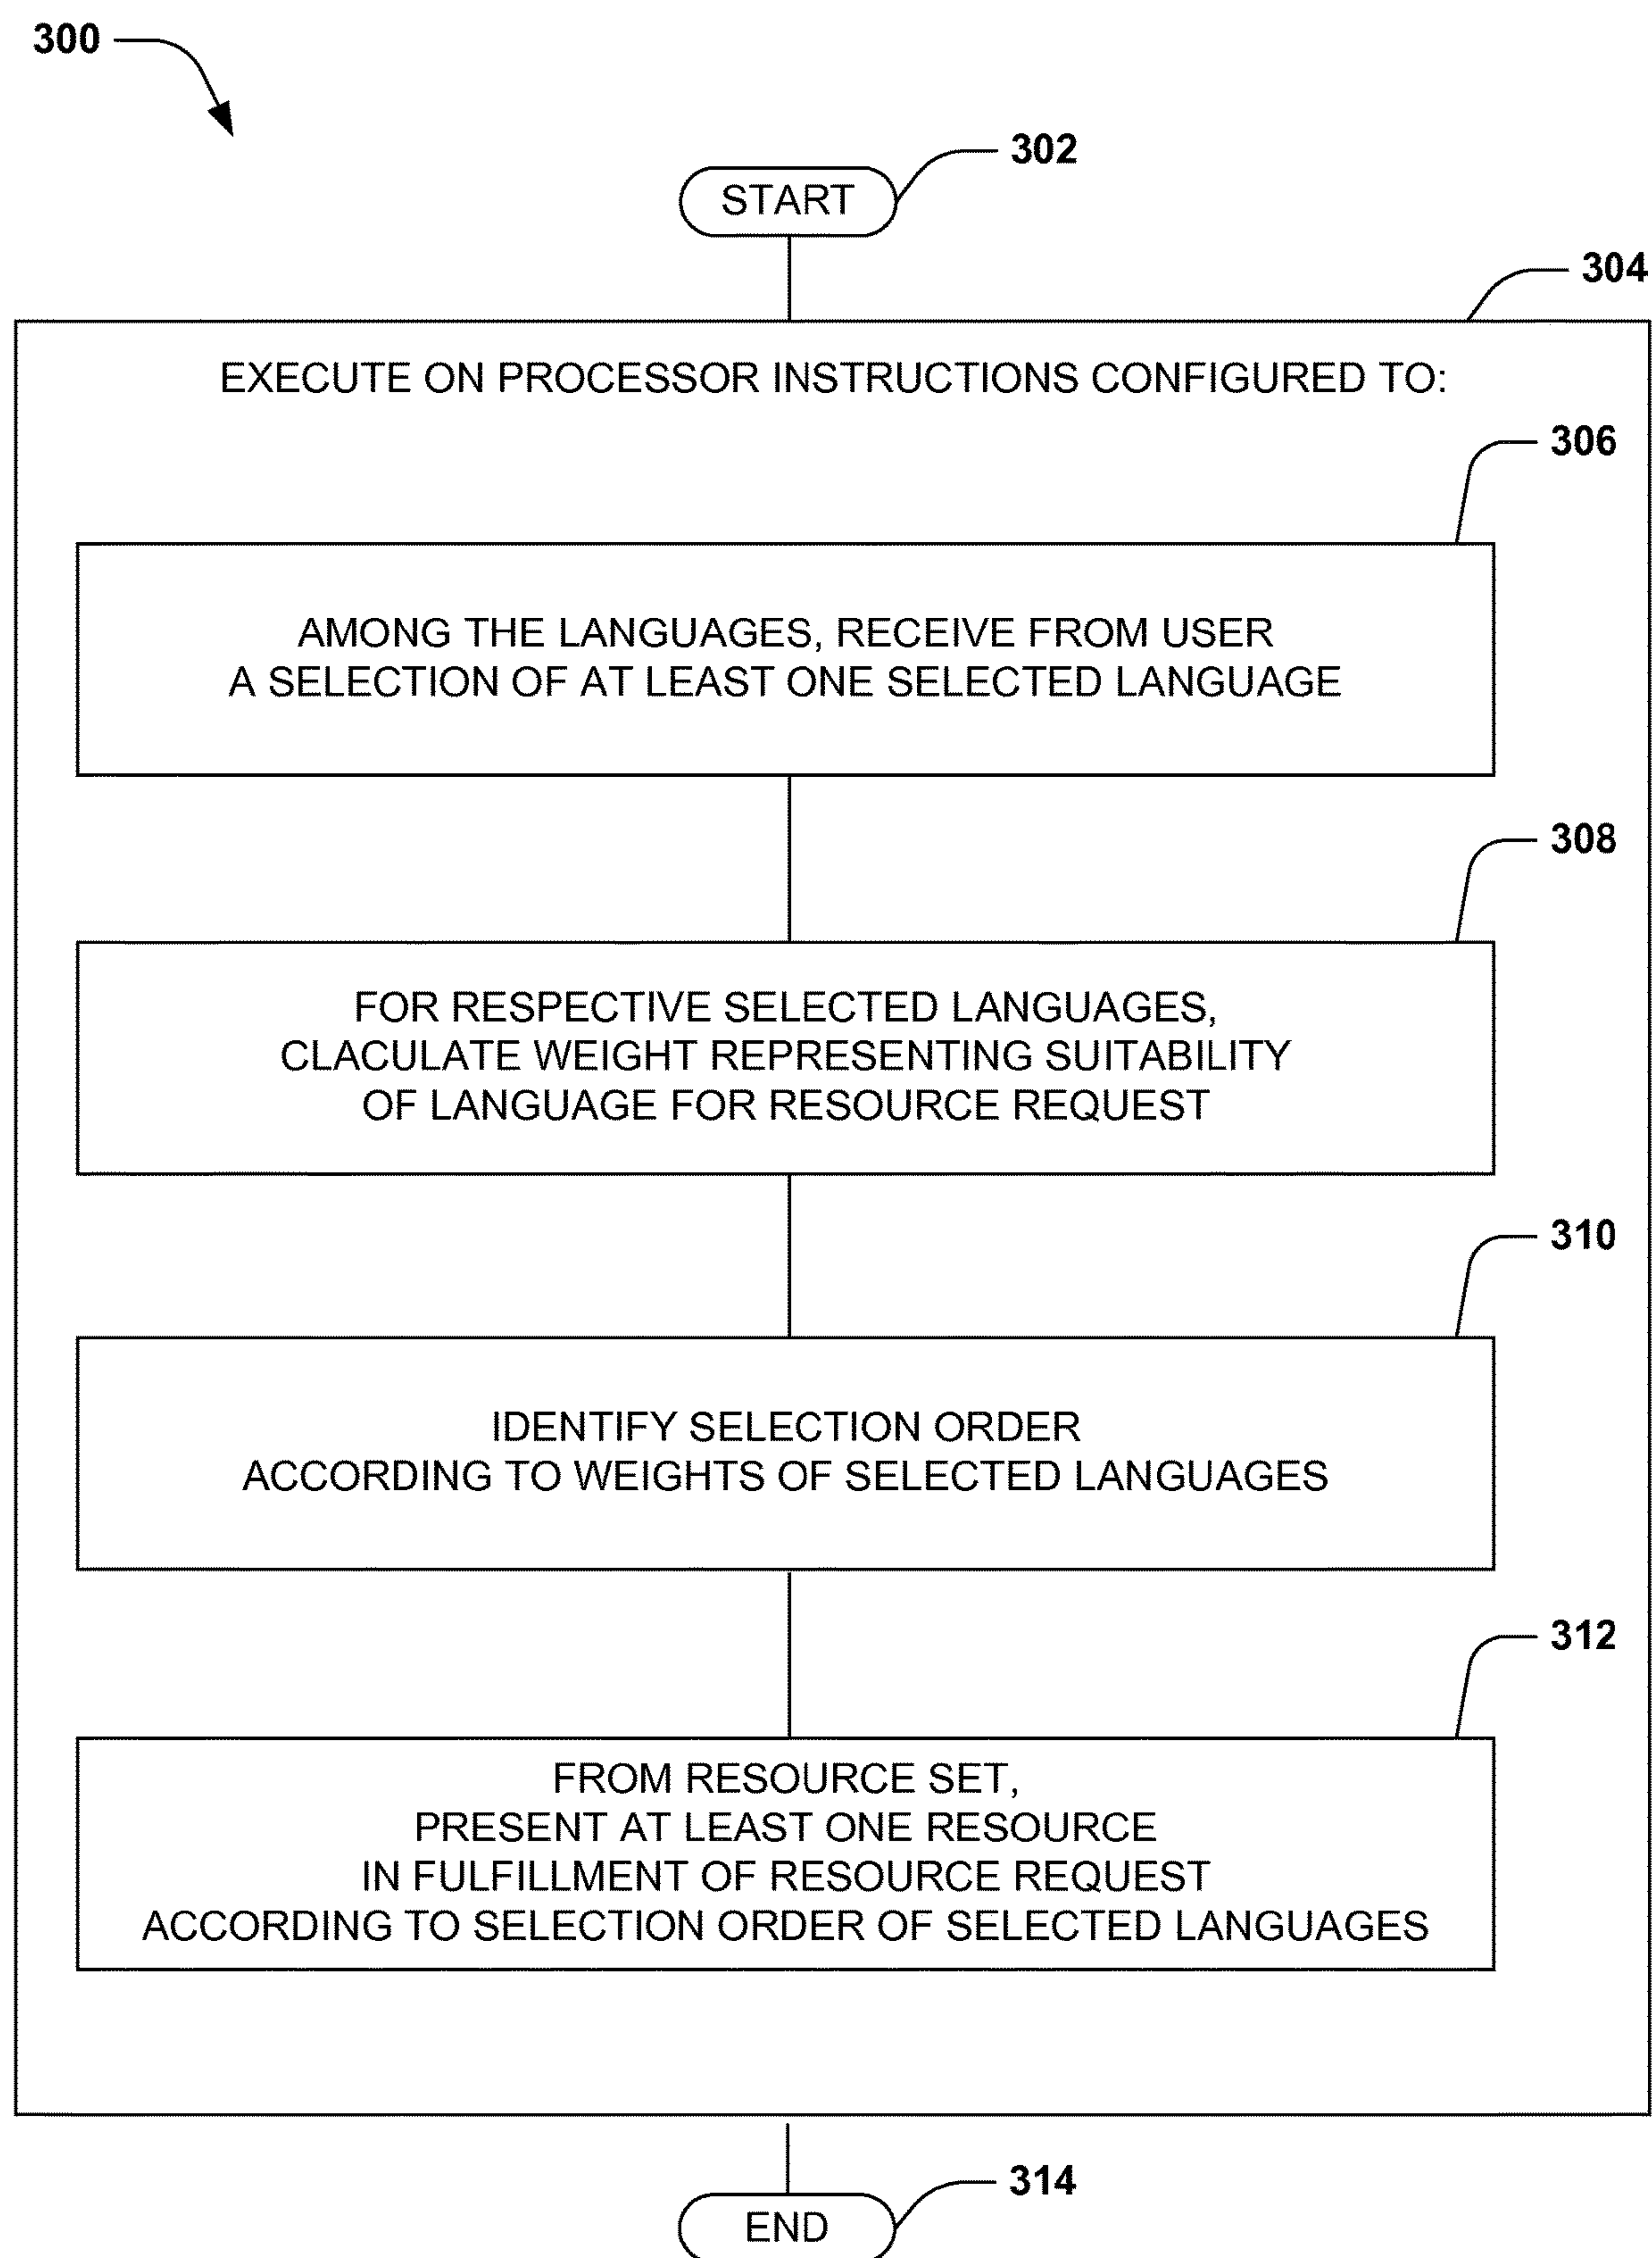 300
302
START
304
EXECUTE ON PROCESSOR INSTRUCTIONS CONFIGURED TO:
306
AMONG THE LANGUAGES, RECEIVE FROM USER
A SELECTION OF AT LEAST ONE SELECTED LANGUAGE
308
FOR RESPECTIVE SELECTED LANGUAGES,
CLACULATE WEIGHT REPRESENTING SUITABILITY
OF LANGUAGE FOR RESOURCE REQUEST
310
IDENTIFY SELECTION ORDER
ACCORDING TO WEIGHTS OF SELECTED LANGUAGES
312
FROM RESOURCE SET,
PRESENT AT LEAST ONE RESOURCE
IN FULFILLMENT OF RESOURCE REQUEST
ACCORDING TO SELECTION ORDER OF SELECTED LANGUAGES
314
END